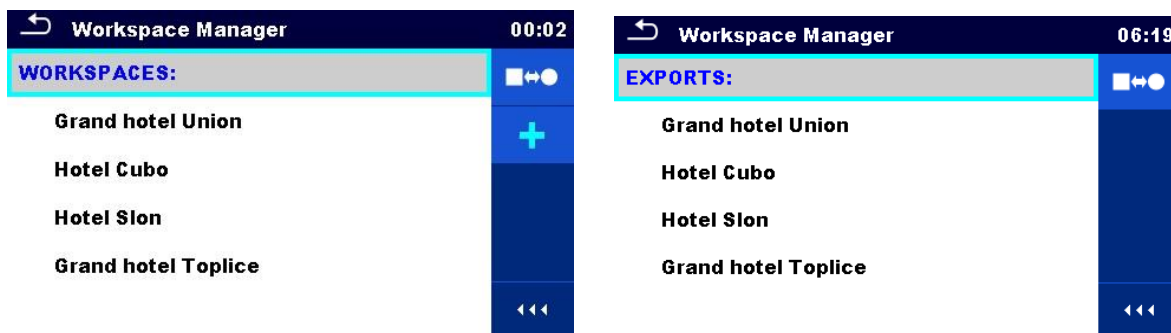 Workspace Manager 00:02
WORKSPACES:
Grand hotel Union
Hotel Cubo
Hotel Slon
Grand hotel Toplice
Workspace Manager 06:19
EXPORTS:
Grand hotel Union
Hotel Cubo
Hotel Slon
Grand hotel Toplice